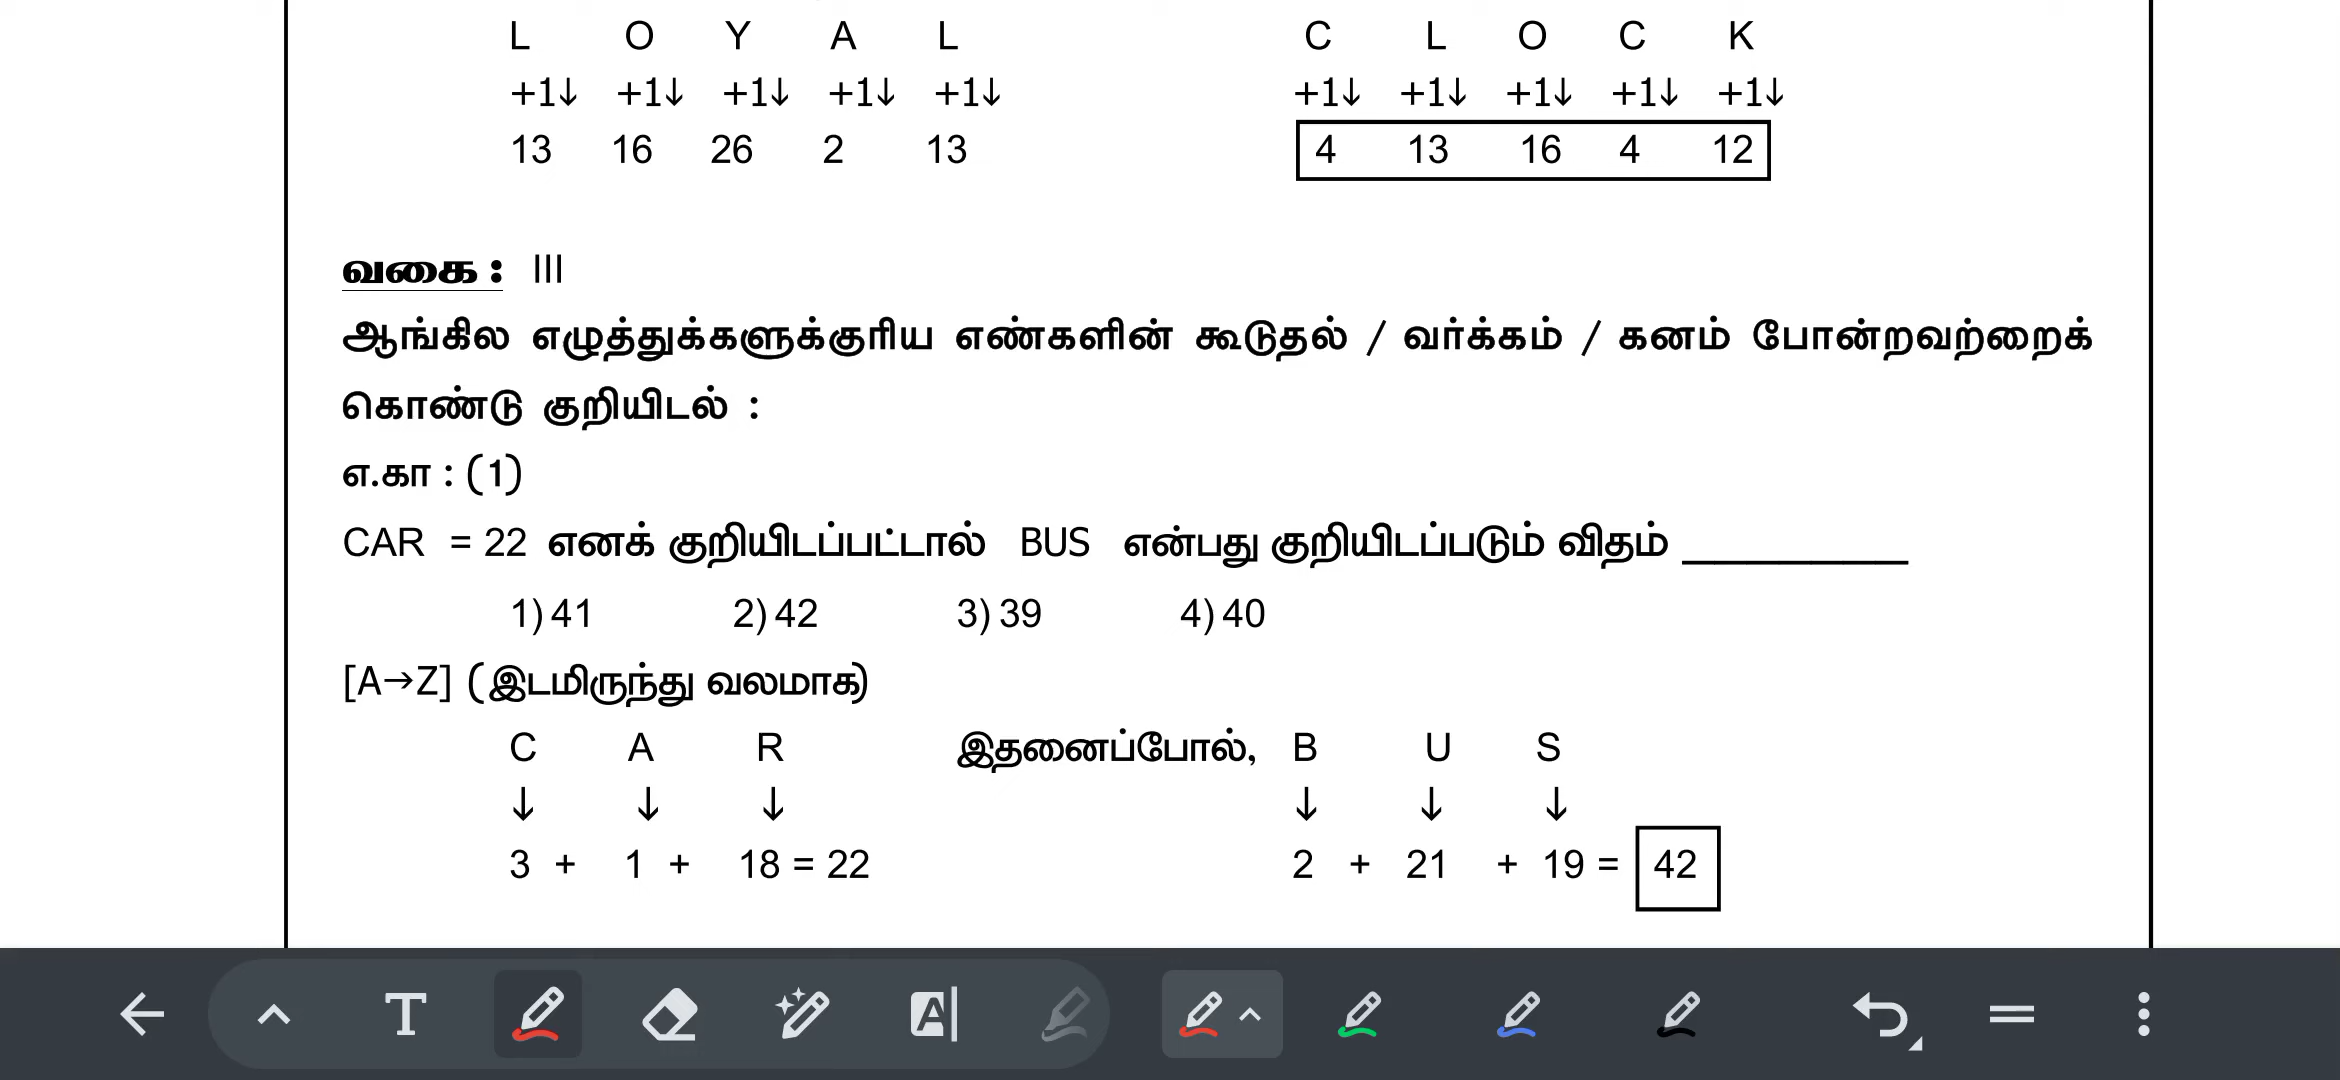 L O Y A L C L O C K
+1↓ +1↓ +1↓ +1↓ +1↓ +1↓ +1↓ +1↓ +1↓ +1↓
13 16 26 2 13 4 13 16 4 12
வகை : III
ஆங்கில எழுத்துக்களுக்குரிய எண்களின் கூடுதல் / வர்க்கம் / கனம் போன்றவற்றைக்
கொண்டு குறியிடல் :
எ.கா : (1)
CAR = 22 எனக் குறியிடப்பட்டால் BUS என்பது குறியிடப்படும் விதம் __________
1) 41 2) 42 3) 39 4) 40
[A→Z] (இடமிருந்து வலமாக)
C A R இதனைப்போல், B U S
↓ ↓ ↓ ↓ ↓ ↓
3 + 1 + 18 = 22 2 + 21 + 19 = 42
T A